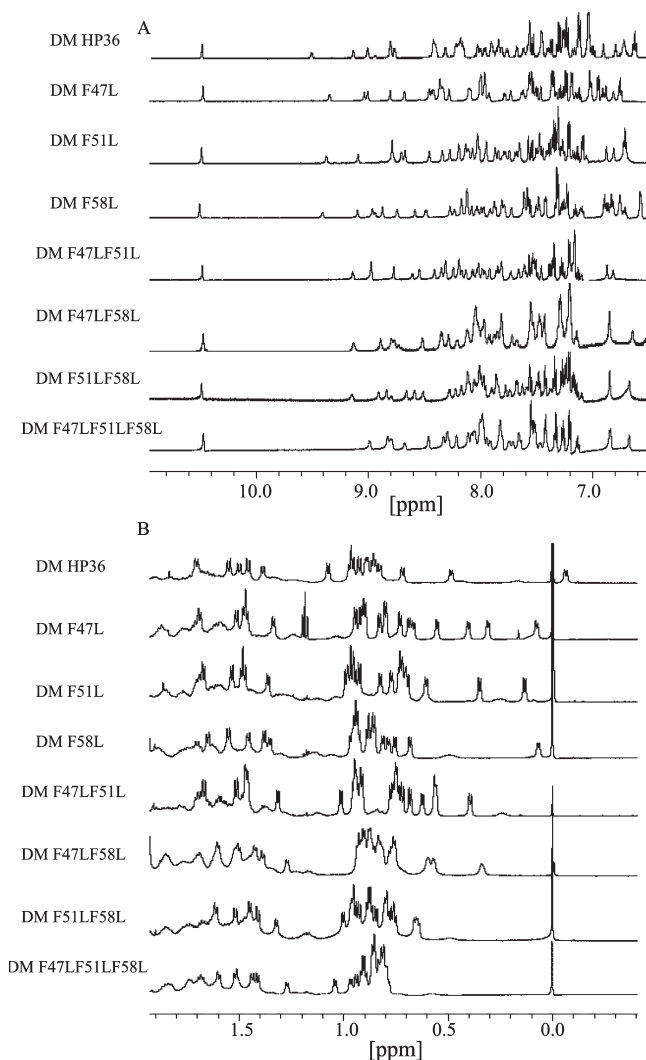 A
DM HP36
DM F47L
DM F51L
DM F58L
DM F47LF51L
DM F47LF58L
DM F51LF58L
DM F47LF51LF58L
10.0 9.0 8.0 7.0
[ppm]
B
DM HP36
DM F47L
DM F51L
DM F58L
DM F47LF51L
DM F47LF58L
DM F51LF58L
DM F47LF51LF58L
1.5 1.0 0.5 0.0
[ppm]